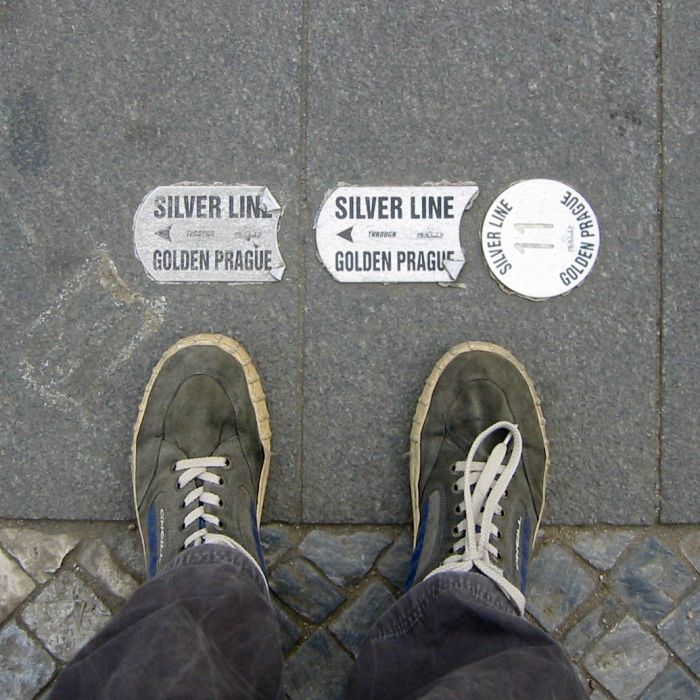 SILVER LINE
THROUGH
GOLDEN PRAGUE
SILVER LINE
THROUGH
GOLDEN PRAGUE
SILVER LINE
11
GOLDEN PRAGUE